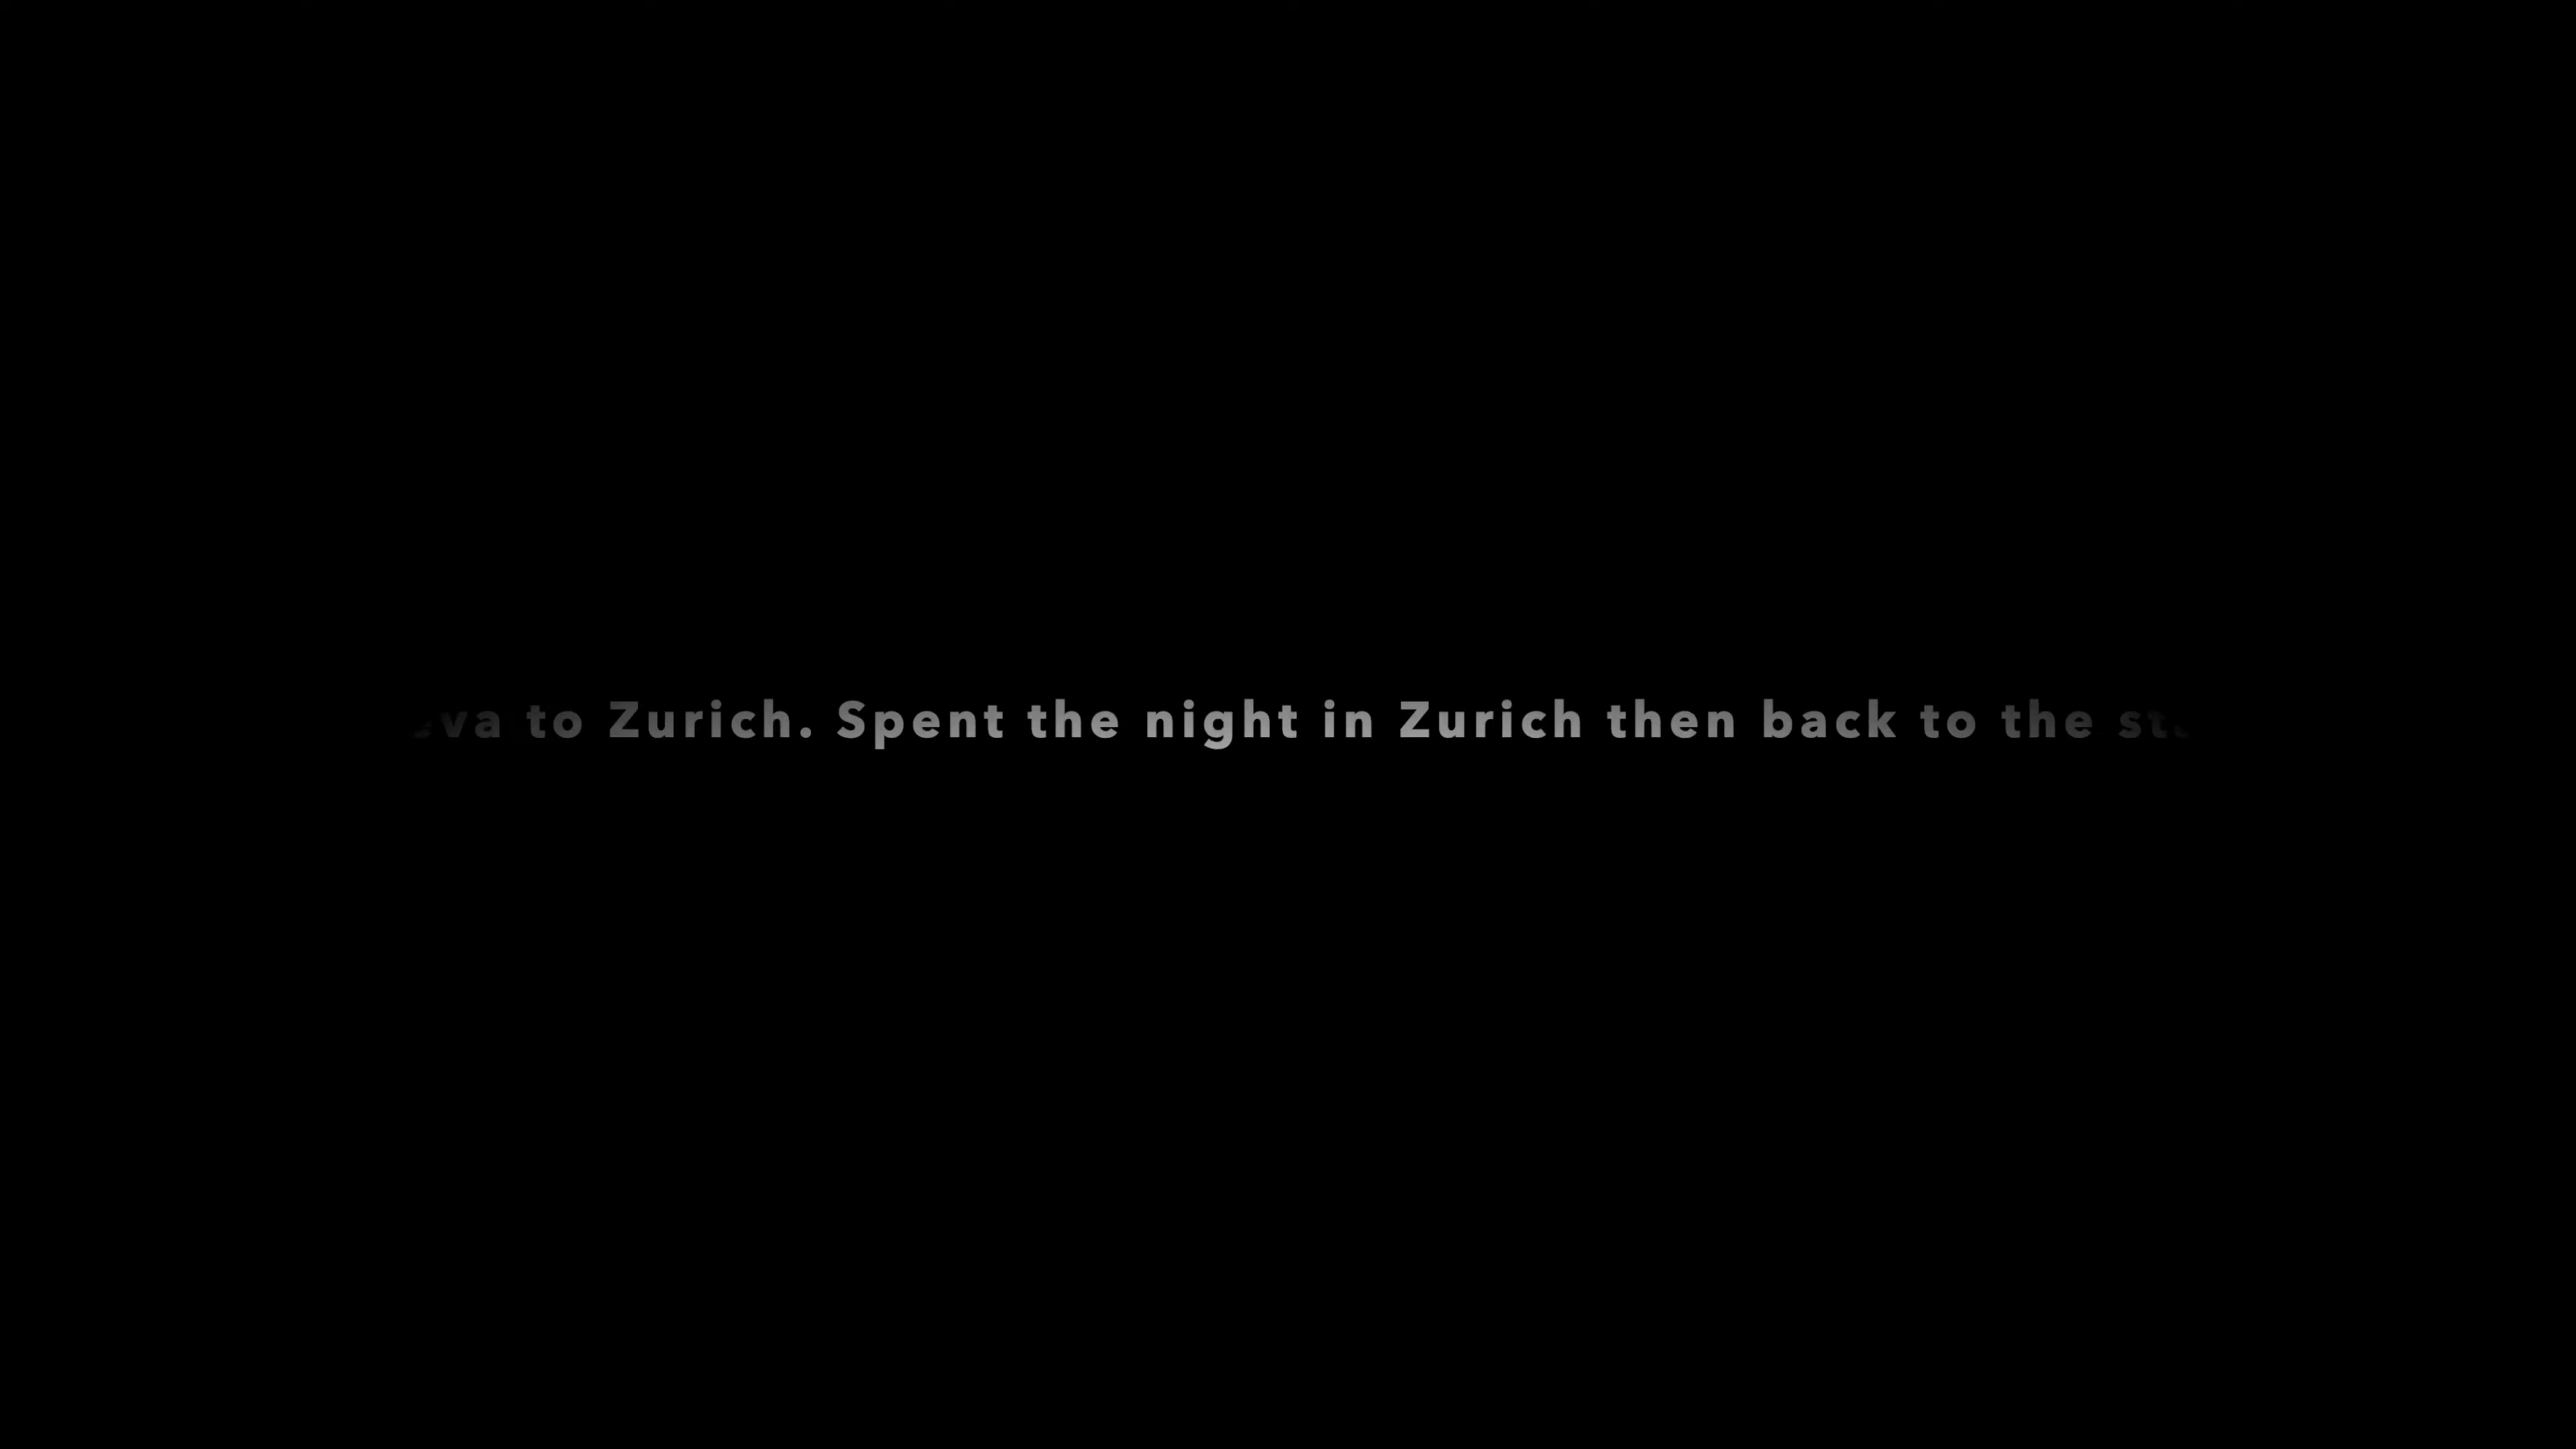 to Zurich. Spent the night in Zurich then back to the